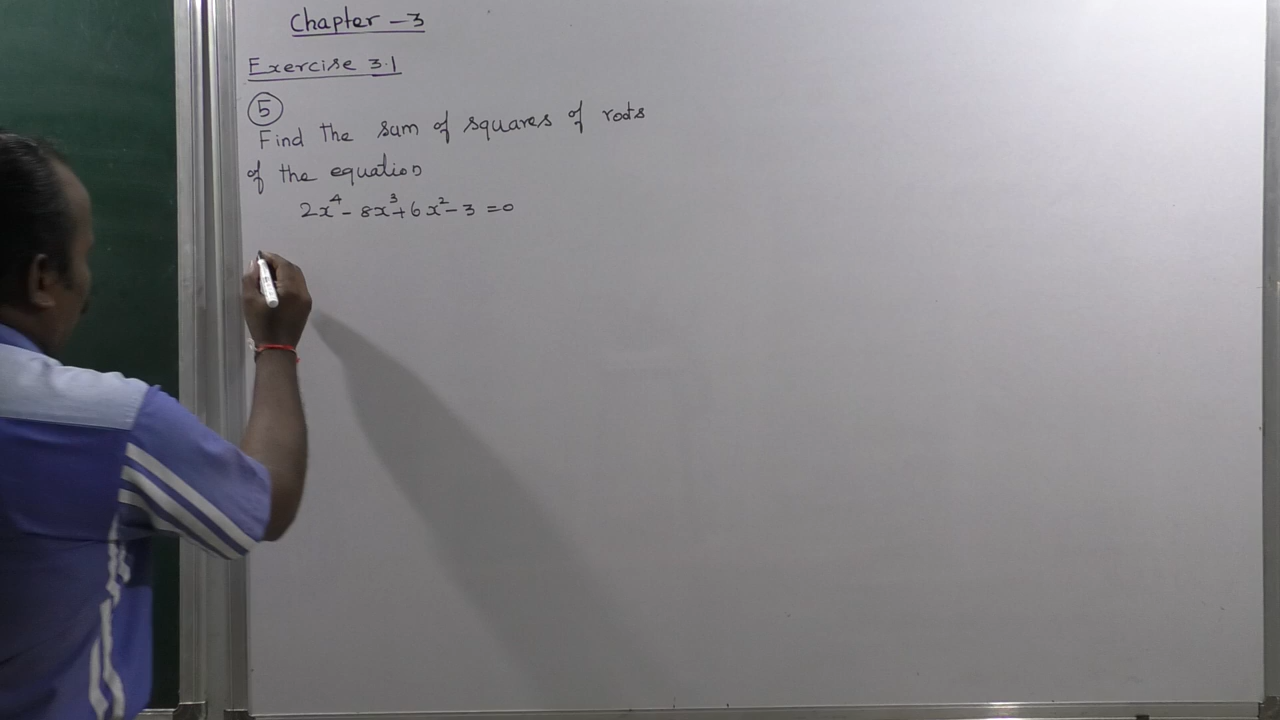 Chapter - 3
Exercise 3.1
5
Find the sum of squares of roots
of the equation
2x⁴ - 8x³ + 6x² - 3 = 0